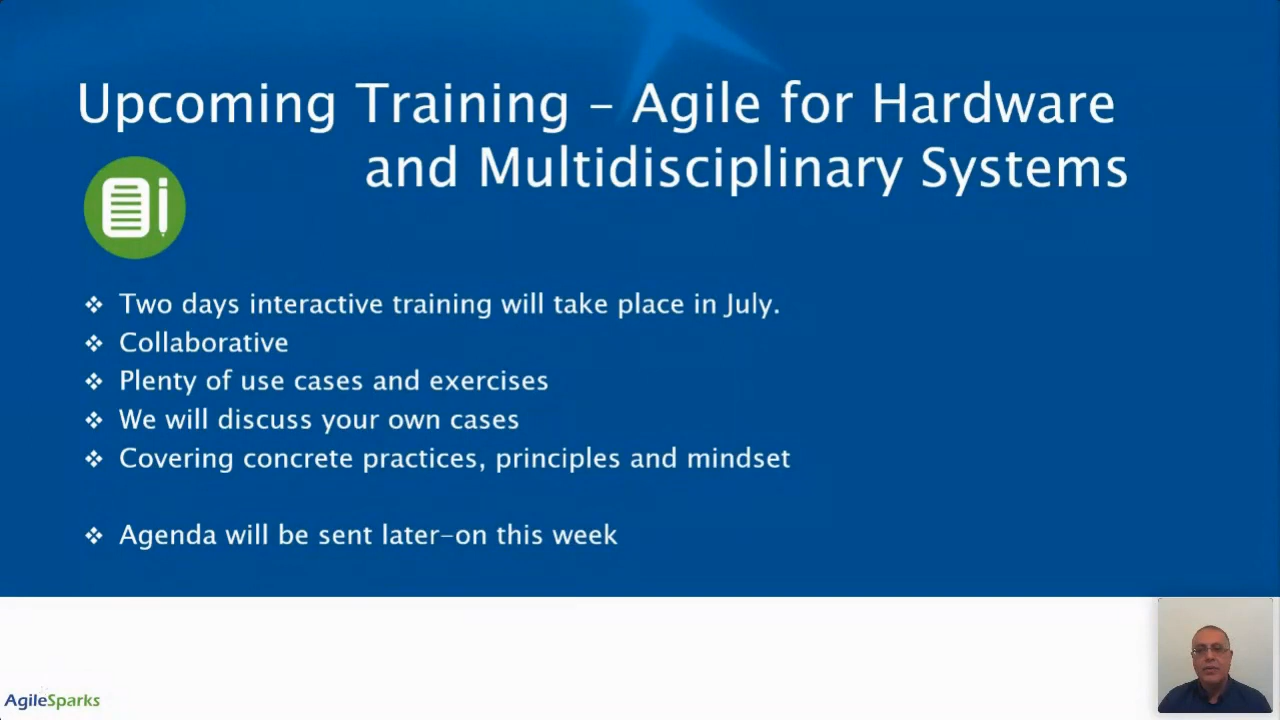 Upcoming Training – Agile for Hardware
and Multidisciplinary Systems
❖ Two days interactive training will take place in July.
❖ Collaborative
❖ Plenty of use cases and exercises
❖ We will discuss your own cases
❖ Covering concrete practices, principles and mindset
❖ Agenda will be sent later-on this week
AgileSparks